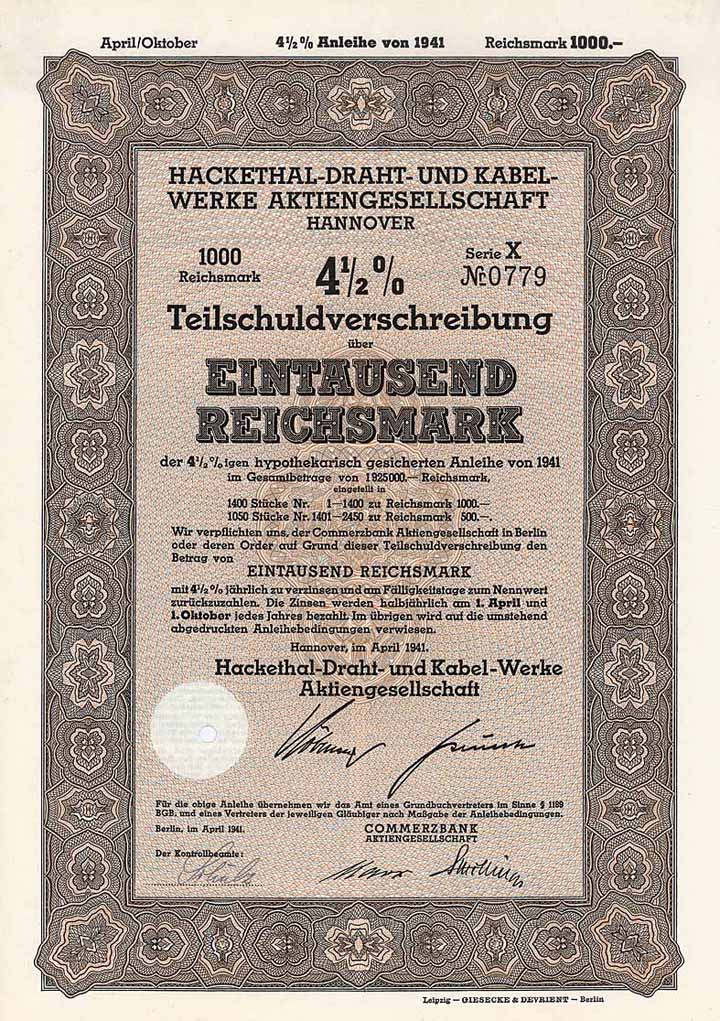 April/Oktober 4½% Anleihe von 1941 Reichsmark 1000.–
HACKETHAL-DRAHT- UND KABEL-
WERKE AKTIENGESELLSCHAFT
HANNOVER
1000 Reichsmark 4½% Serie X № 0779
Teilschuldverschreibung
über
EINTAUSEND
REICHSMARK
der 4½%igen hypothekarisch gesicherten Anleihe von 1941
im Gesamtbetrage von 1925000.— Reichsmark,
eingeteilt in
1400 Stücke Nr. 1—1400 zu Reichsmark 1000.—
1050 Stücke Nr. 1401—2450 zu Reichsmark 500.—
Wir verpflichten uns, der Commerzbank Aktiengesellschaft in Berlin
oder deren Order auf Grund dieser Teilschuldverschreibung den
Betrag von
EINTAUSEND REICHSMARK
mit 4½% jährlich zu verzinsen und am Fälligkeitstage zum Nennwert
zurückzuzahlen. Die Zinsen werden halbjährlich am 1. April und
1. Oktober jedes Jahres bezahlt. Im übrigen wird auf die umstehend
abgedruckten Anleihebedingungen verwiesen.
Hannover, im April 1941.
Hackethal-Draht- und Kabel-Werke
Aktiengesellschaft
Für die obige Anleihe übernehmen wir das Amt eines Grundbuchvertreters im Sinne § 1189
BGB. und eines Vertreters der jeweiligen Gläubiger nach Maßgabe der Anleihebedingungen.
Berlin, im April 1941. COMMERZBANK
AKTIENGESELLSCHAFT
Der Kontrollbeamte:
Leipzig — GIESECKE & DEVRIENT — Berlin